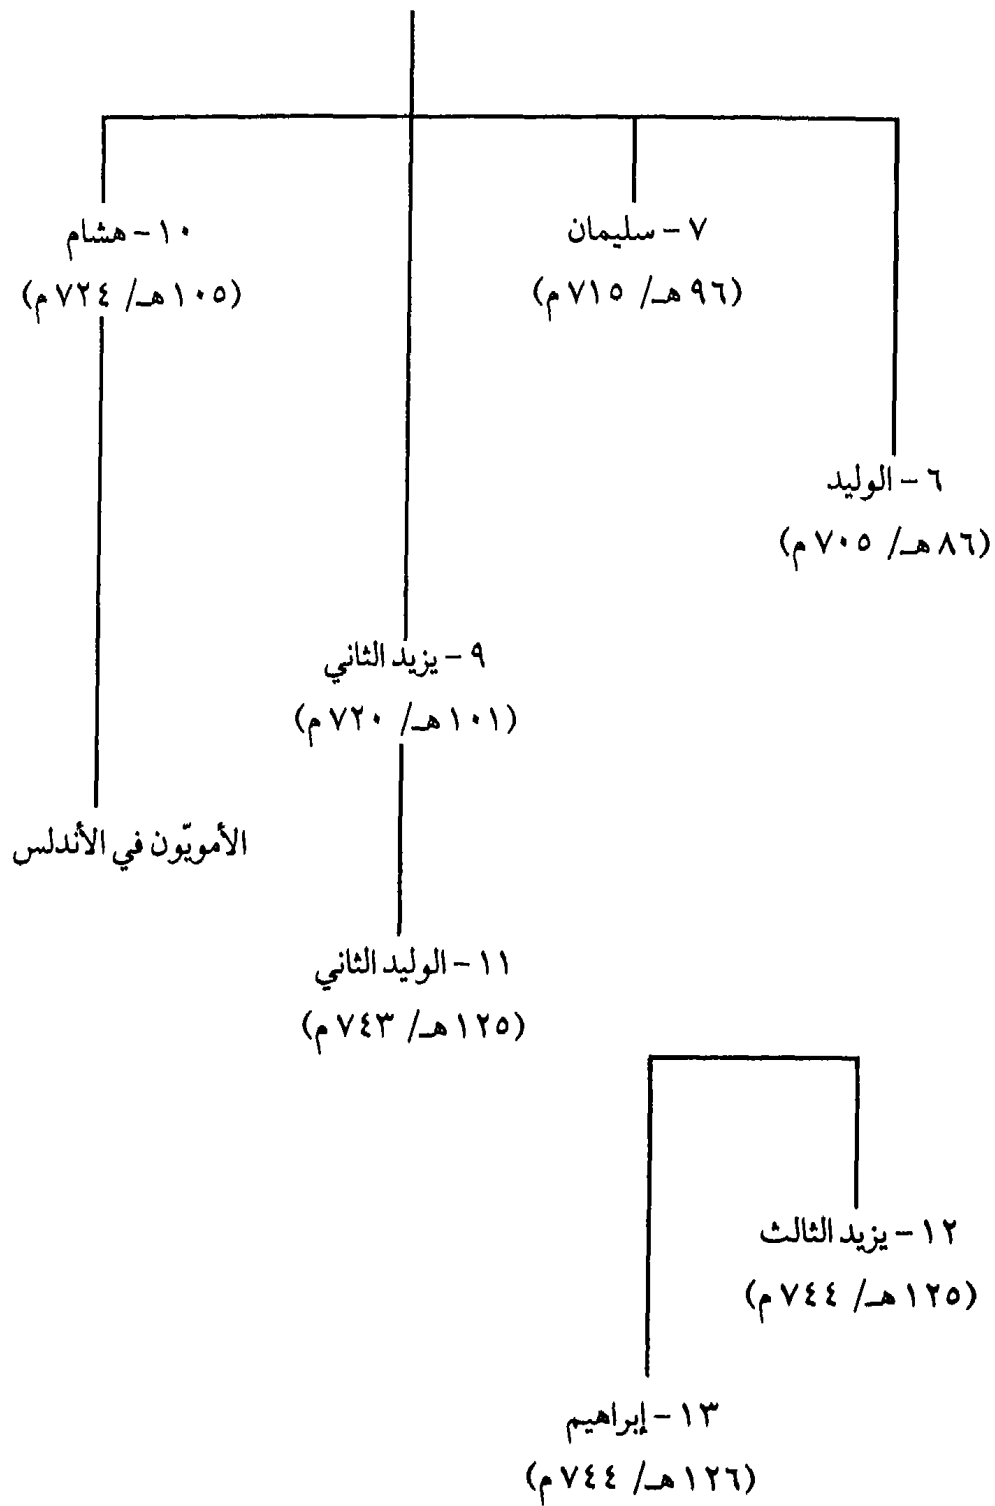 ٧ – سليمان
(٩٦ هـ/ ٧١٥ م)
١٠ – هشام
(١٠٥ هـ/ ٧٢٤ م)
٦ – الوليد
(٨٦ هـ/ ٧٠٥ م)
٩ – يزيد الثاني
(١٠١ هـ/ ٧٢٠ م)
الأمويّون في الأندلس
١١ – الوليد الثاني
(١٢٥ هـ/ ٧٤٣ م)
١٢ – يزيد الثالث
(١٢٥ هـ/ ٧٤٤ م)
١٣ – إبراهيم
(١٢٦ هـ/ ٧٤٤ م)